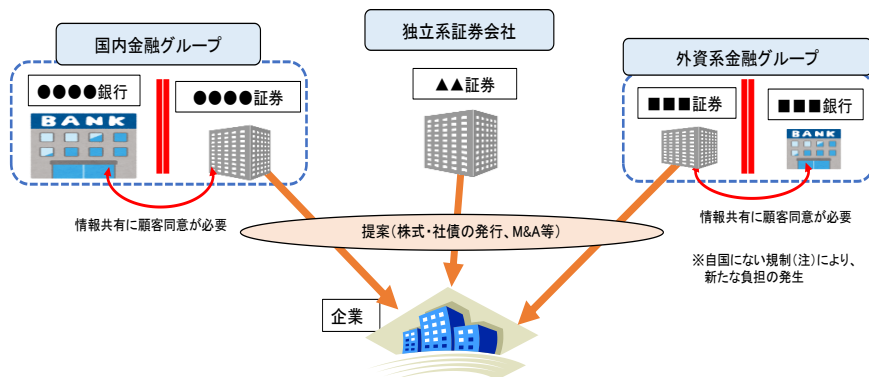 国内金融グループ
独立系証券会社
外資系金融グループ
●●●●銀行
●●●●証券
▲▲証券
■■■証券
■■■銀行
BANK
BANK
情報共有に顧客同意が必要
情報共有に顧客同意が必要
提案(株式・社債の発行、M&A等)
※自国にない規制(注)により、
新たな負担の発生
企業